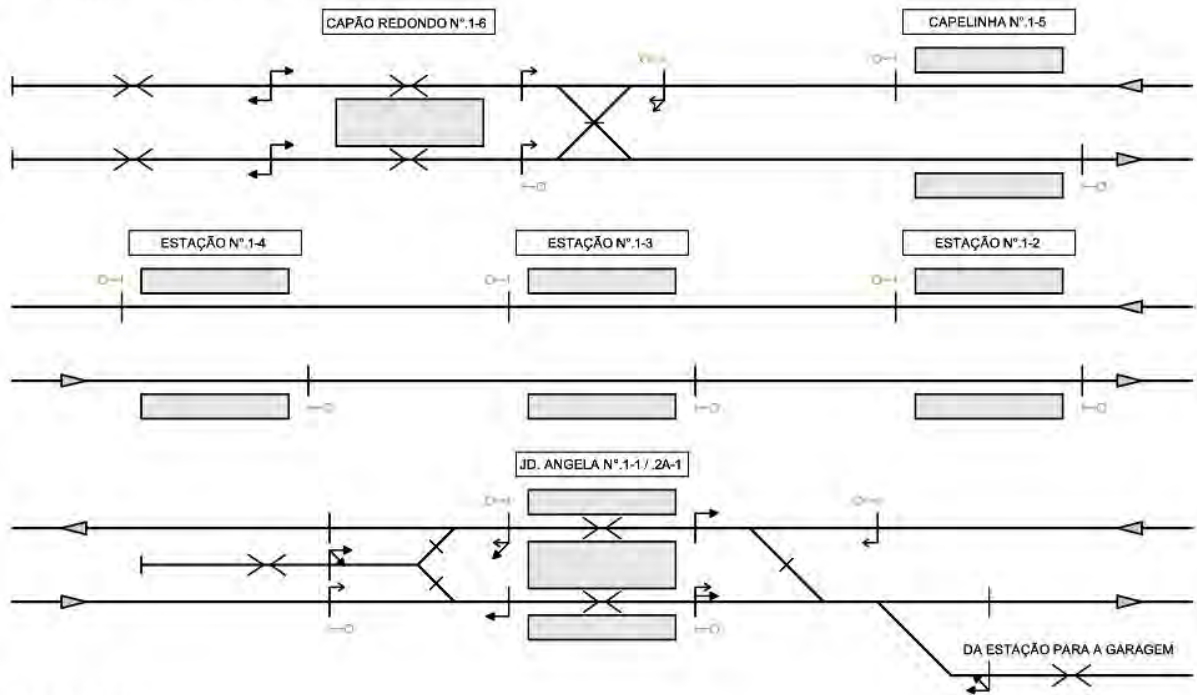 CAPÃO REDONDO N°.1-6
CAPELINHA N°.1-5
ESTAÇÃO N°.1-4
ESTAÇÃO N°.1-3
ESTAÇÃO N°.1-2
JD. ANGELA N°.1-1 / .2A-1
DA ESTAÇÃO PARA A GARAGEM